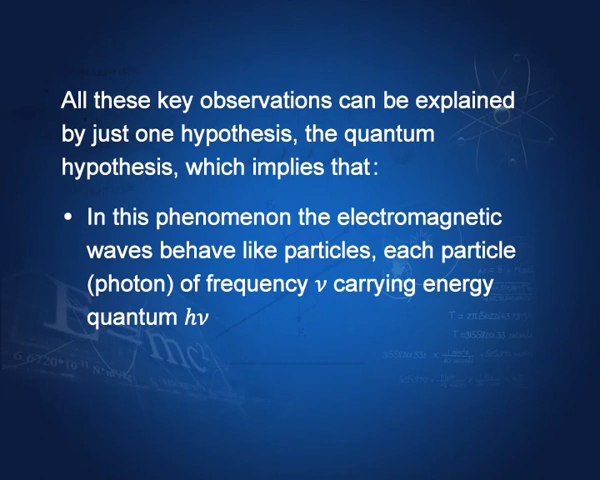 All these key observations can be explained
by just one hypothesis, the quantum
hypothesis, which implies that:
• In this phenomenon the electromagnetic
waves behave like particles, each particle
(photon) of frequency ν carrying energy
quantum hν
E=mc²